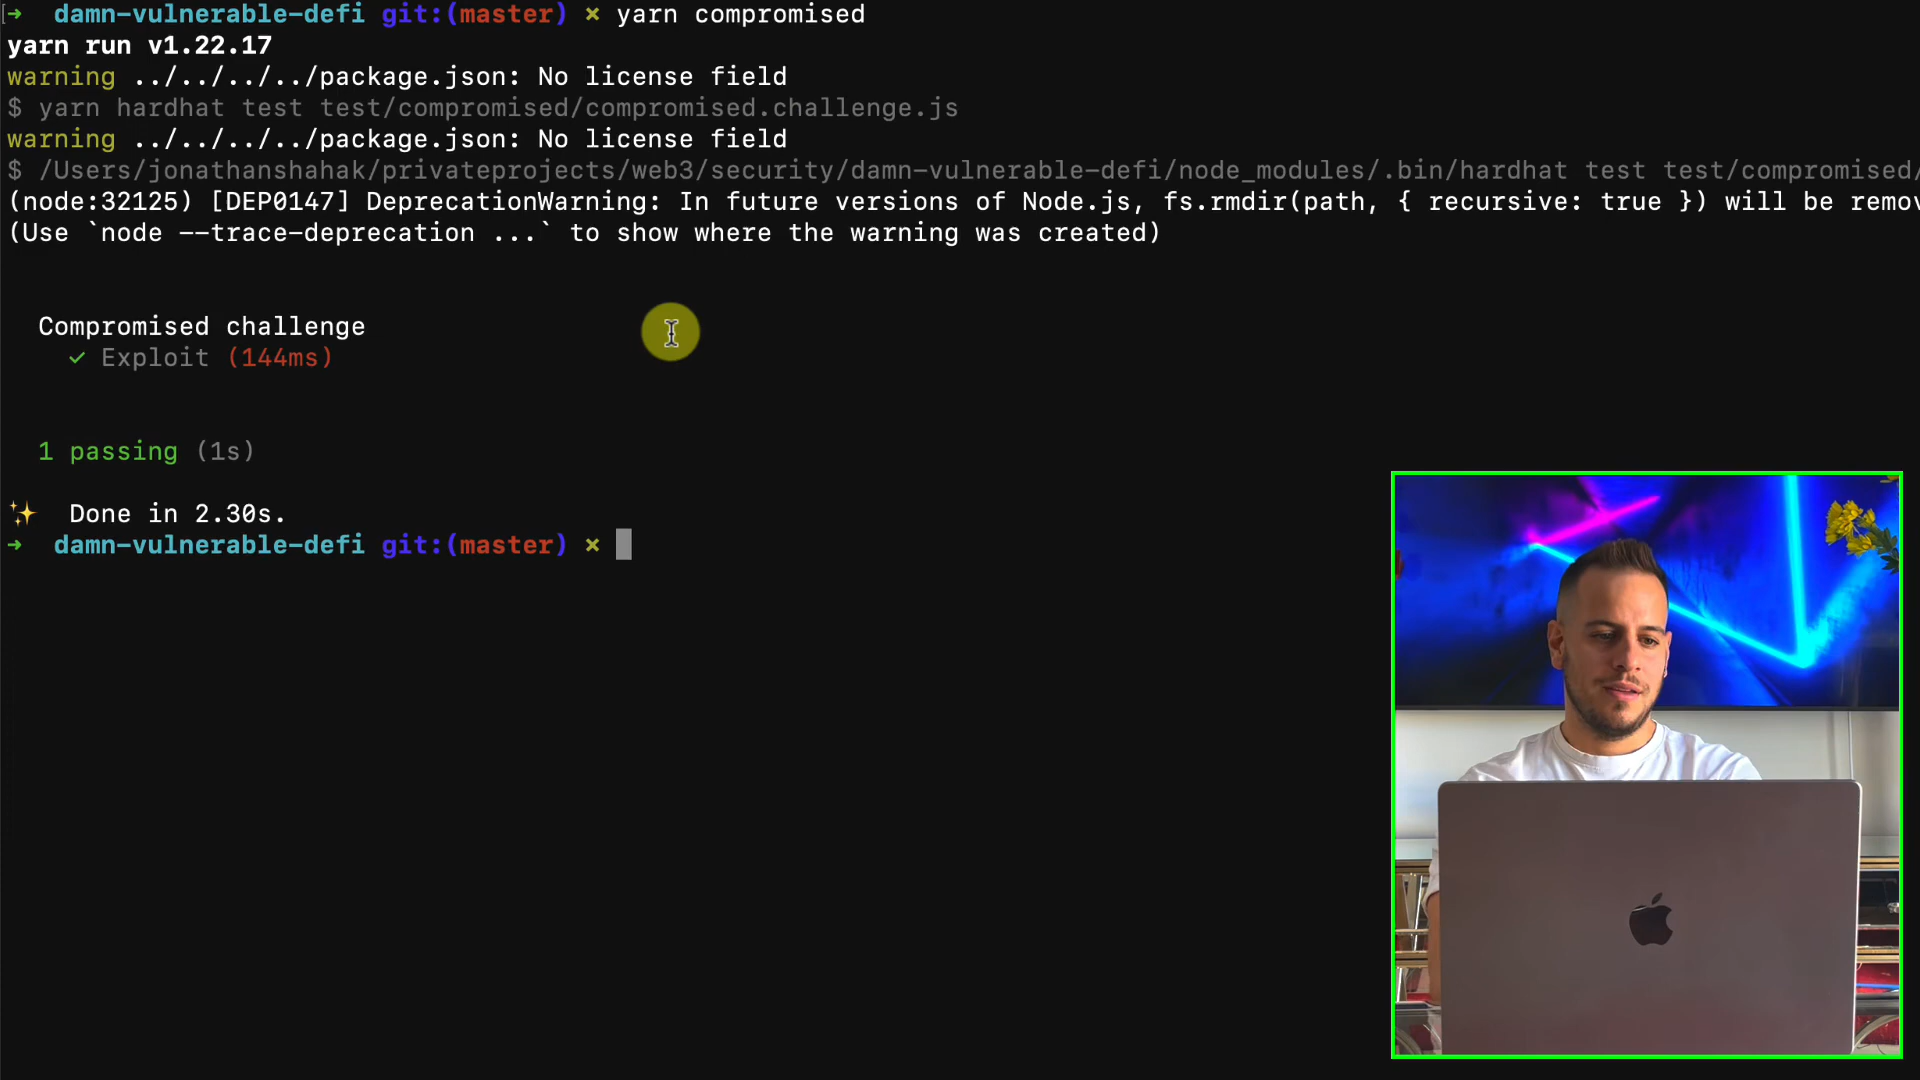 [→ damn-vulnerable-defi git:(master) × yarn compromised
yarn run v1.22.17
warning ../../../../package.json: No license field
$ yarn hardhat test test/compromised/compromised.challenge.js
warning ../../../../package.json: No license field
$ /Users/jonathanshahak/privateprojects/web3/security/damn-vulnerable-defi/node_modules/.bin/hardhat test test/compromised/
(node:32125) [DEP0147] DeprecationWarning: In future versions of Node.js, fs.rmdir(path, { recursive: true }) will be remov
(Use `node --trace-deprecation ...` to show where the warning was created)
Compromised challenge
✓ Exploit (144ms)
1 passing (1s)
✨ Done in 2.30s.
→ damn-vulnerable-defi git:(master) ×